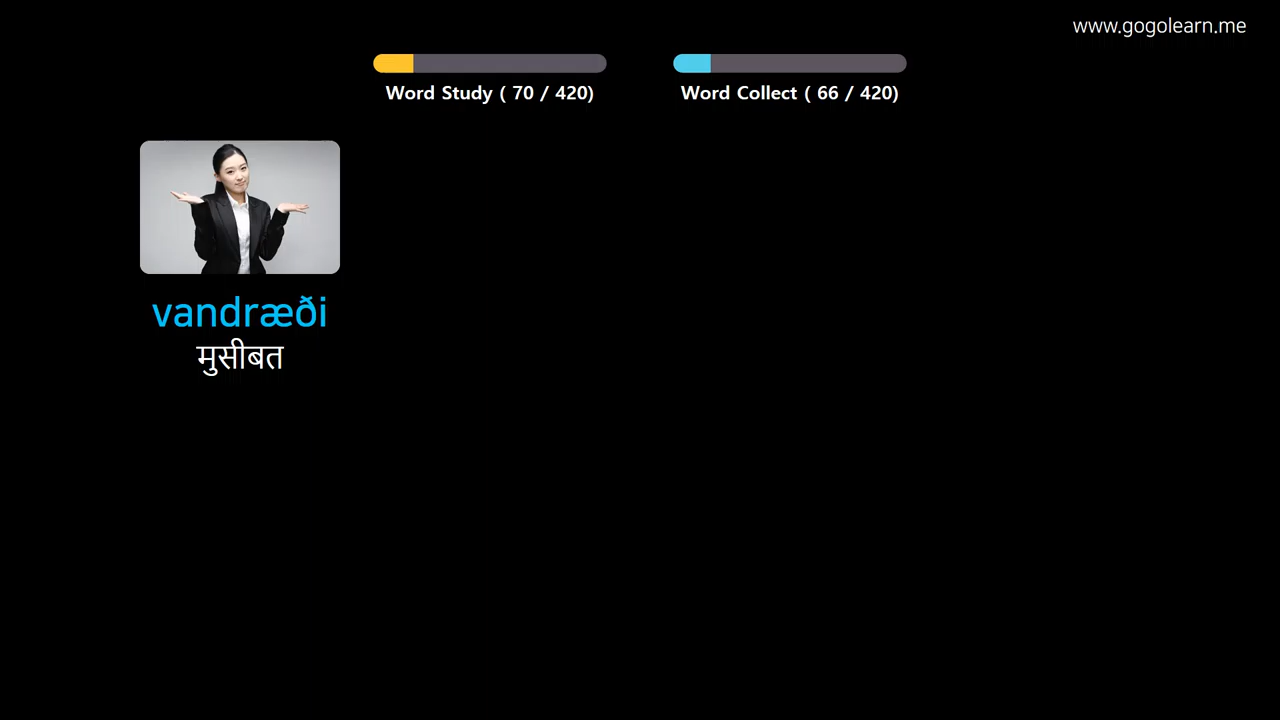 www.gogolearn.me
Word Study ( 70 / 420)
Word Collect ( 66 / 420)
vandræði
मुसीबत